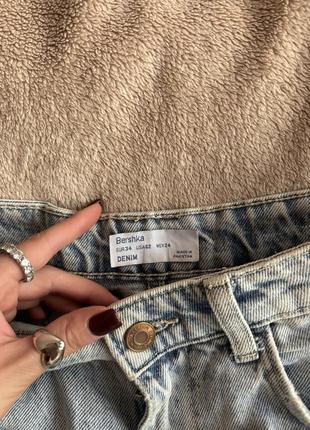 Bershka
EUR34 USA02 MEX24
DENIM
MADE IN
PAKISTAN